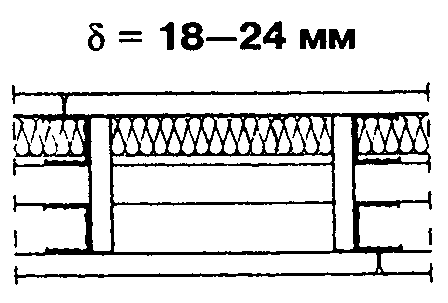 δ = 18—24 мм